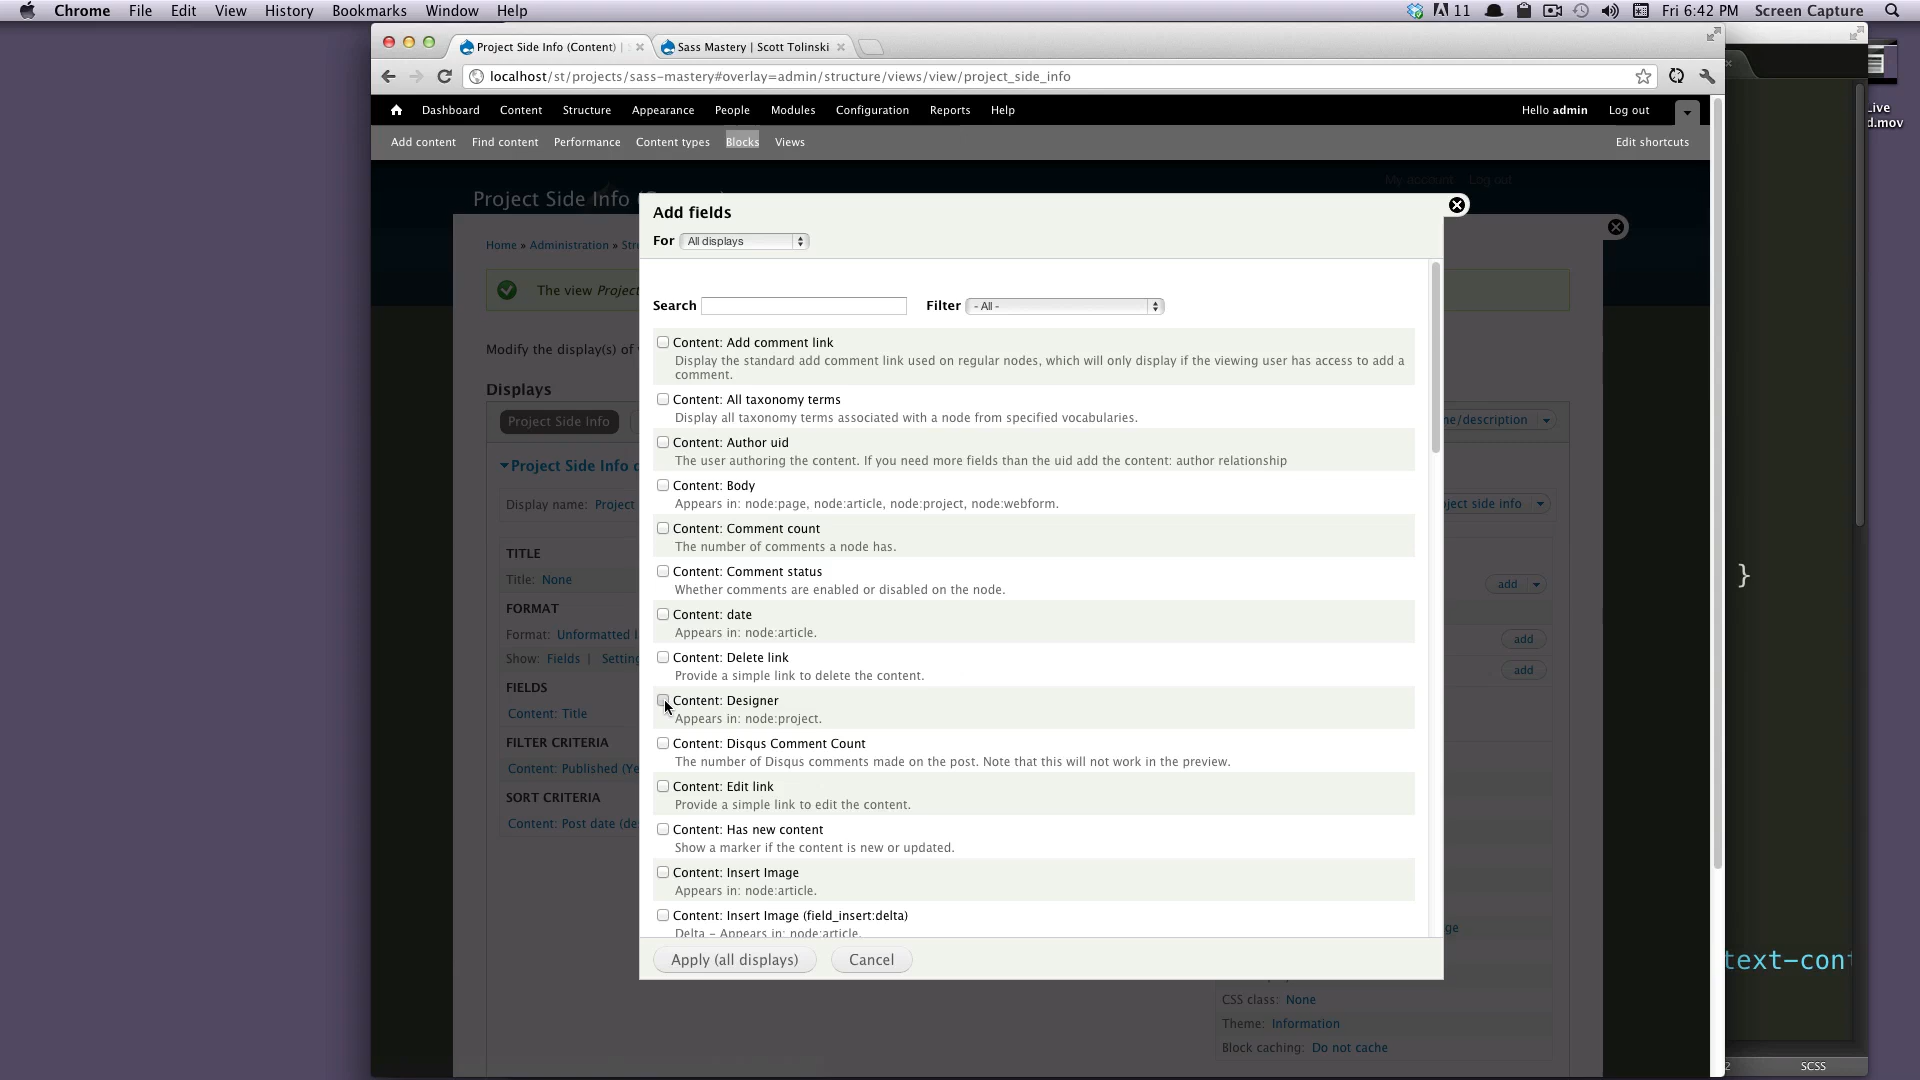 Chrome File Edit View History Bookmarks Window Help 11 Fri 6:42 PM Screen Capture
Project Side Info (Content) | Sass Mastery | Scott Tolinski
localhost/st/projects/sass-mastery#overlay=admin/structure/views/view/project_side_info
Dashboard Content Structure Appearance People Modules Configuration Reports Help Hello admin Log out
Live
d.mov
Add content Find content Performance Content types Blocks Views Edit shortcuts
My account Log out
Project Side Info
Add fields
For All displays
Home » Administration »
The view
Search Filter - All -
Content: Add comment link
Display the standard add comment link used on regular nodes, which will only display if the viewing user has access to add a
comment.
Modify the display(s) of
Displays
Content: All taxonomy terms
Display all taxonomy terms associated with a node from specified vocabularies.
Project Side Info
me/description
Content: Author uid
The user authoring the content. If you need more fields than the uid add the content: author relationship
Project Side Info
Content: Body
Appears in: node:page, node:article, node:project, node:webform.
Display name: Project
ject side info
Content: Comment count
The number of comments a node has.
TITLE
Title: None
Content: Comment status
Whether comments are enabled or disabled on the node.
add
}
FORMAT
Content: date
Appears in: node:article.
Format: Unformatted
add
Show: Fields |
Content: Delete link
Provide a simple link to delete the content.
add
FIELDS
Content: Title
Content: Designer
Appears in: node:project.
FILTER CRITERIA
Content: Published (Ye
Content: Disqus Comment Count
The number of Disqus comments made on the post. Note that this will not work in the preview.
SORT CRITERIA
Content: Post date (de
Content: Edit link
Provide a simple link to edit the content.
Content: Has new content
Show a marker if the content is new or updated.
Content: Insert Image
Appears in: node:article.
Content: Insert Image (field_insert:delta)
Delta – Appears in: node:article.
ge
Apply (all displays) Cancel
text-cont
CSS class: None
Theme: Information
Block caching: Do not cache
2 SCSS